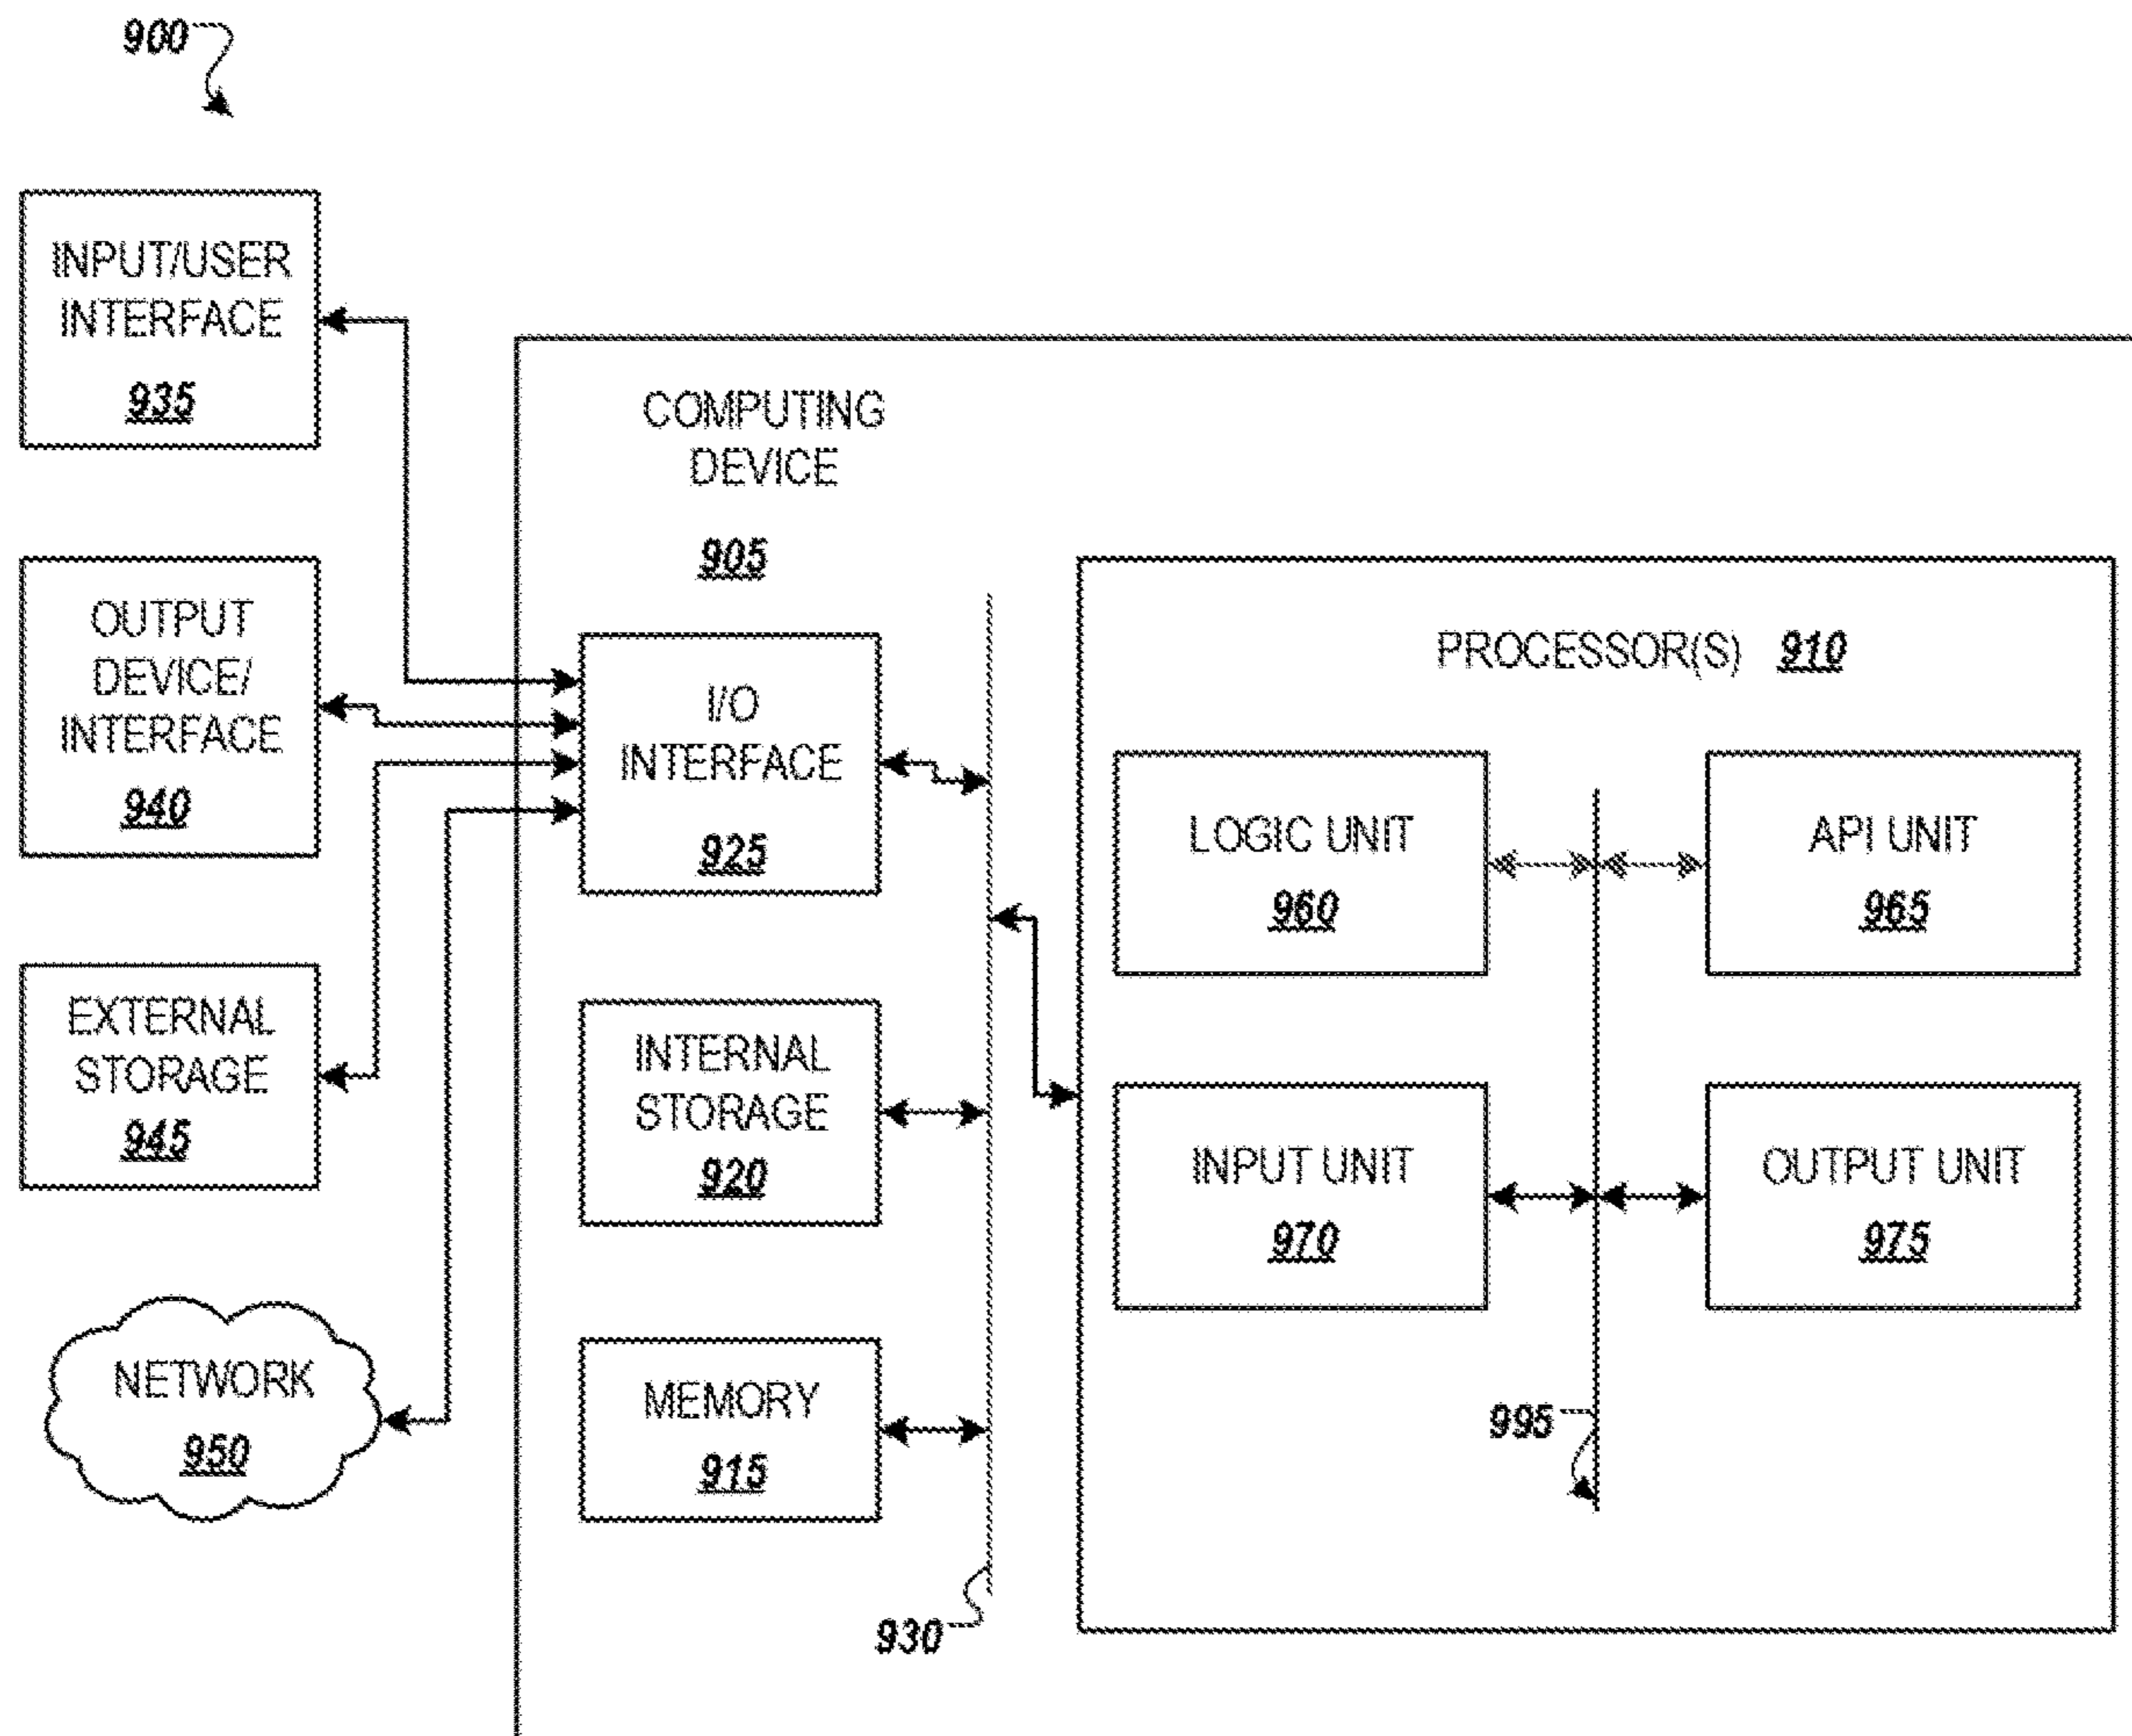 900
INPUT/USER
INTERFACE
935
OUTPUT
DEVICE/
INTERFACE
940
EXTERNAL
STORAGE
945
NETWORK
950
COMPUTING
DEVICE
905
I/O
INTERFACE
925
INTERNAL
STORAGE
920
MEMORY
915
930
PROCESSOR(S) 910
LOGIC UNIT
960
API UNIT
965
INPUT UNIT
970
OUTPUT UNIT
975
995